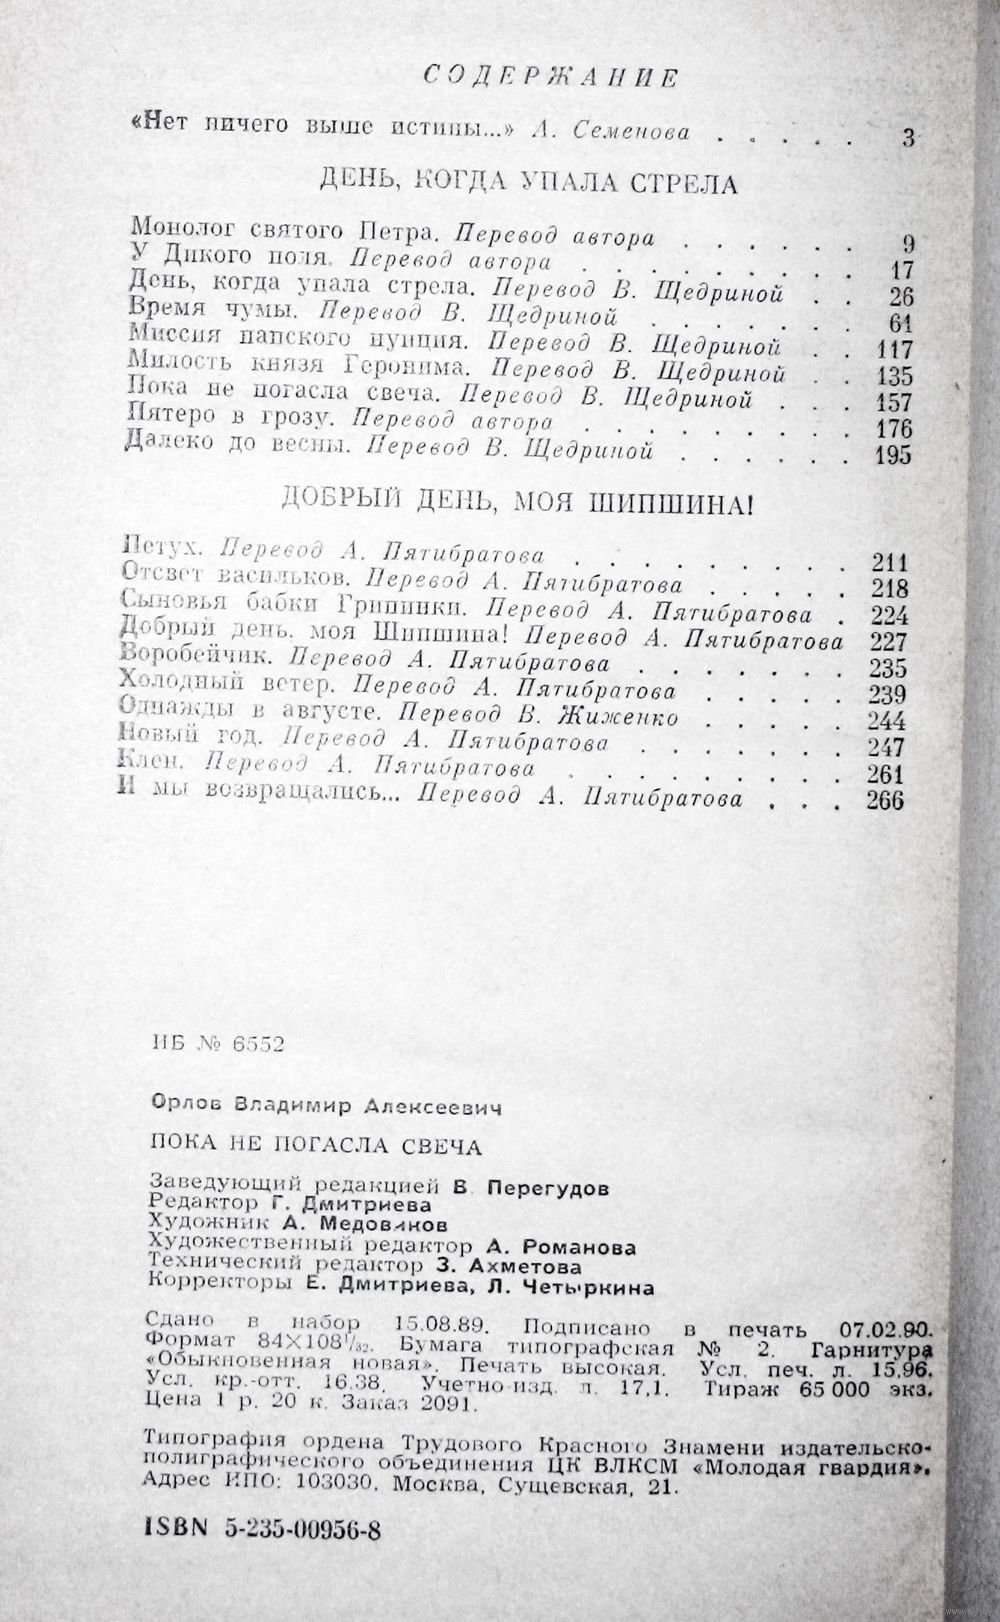 СОДЕРЖАНИЕ
«Нет ничего выше истины...» А. Семенова . . . . . 3
ДЕНЬ, КОГДА УПАЛА СТРЕЛА
Монолог святого Петра. Перевод автора . . . . . . 9
У Дикого поля. Перевод автора . . . . . . . . . 17
День, когда упала стрела. Перевод В. Щедриной . . 26
Время чумы. Перевод В. Щедриной . . . . . . . 61
Миссия папского нунция. Перевод В. Щедриной . . 117
Милость князя Геронима. Перевод В. Щедриной . . 135
Пока не погасла свеча. Перевод В. Щедриной . . . 157
Пятеро в грозу. Перевод автора . . . . . . . . . 176
Далеко до весны. Перевод В. Щедриной . . . . . . 195
ДОБРЫЙ ДЕНЬ, МОЯ ШИПШИНА!
Петух. Перевод А. Пятибратова . . . . . . . . . 211
Отсвет васильков. Перевод А. Пятибратова . . . . . 218
Сыновья бабки Грипинки. Перевод А. Пятибратова . 224
Добрый день, моя Шипшина! Перевод А. Пятибратова 227
Воробейчик. Перевод А. Пятибратова . . . . . . . 235
Холодный ветер. Перевод А. Пятибратова . . . . . 239
Однажды в августе. Перевод В. Жиженко . . . . . 244
Новый год. Перевод А. Пятибратова . . . . . . . 247
Клен. Перевод А. Пятибратова . . . . . . . . . 261
И мы возвращались... Перевод А. Пятибратова . . . 266
ИБ № 6552
Орлов Владимир Алексеевич
ПОКА НЕ ПОГАСЛА СВЕЧА
Заведующий редакцией В. Перегудов
Редактор Г. Дмитриева
Художник А. Медовиков
Художественный редактор А. Романова
Технический редактор З. Ахметова
Корректоры Е. Дмитриева, Л. Четыркина
Сдано в набор 15.08.89. Подписано в печать 07.02.90.
Формат 84×108¹/₃₂. Бумага типографская № 2. Гарнитура
«Обыкновенная новая». Печать высокая. Усл. печ. л. 15,96.
Усл. кр.-отт. 16,38. Учетно-изд. л. 17,1. Тираж 65 000 экз.
Цена 1 р. 20 к. Заказ 2091.
Типография ордена Трудового Красного Знамени издательско-
полиграфического объединения ЦК ВЛКСМ «Молодая гвардия».
Адрес ИПО: 103030, Москва, Сущевская, 21.
ISBN 5-235-00956-8